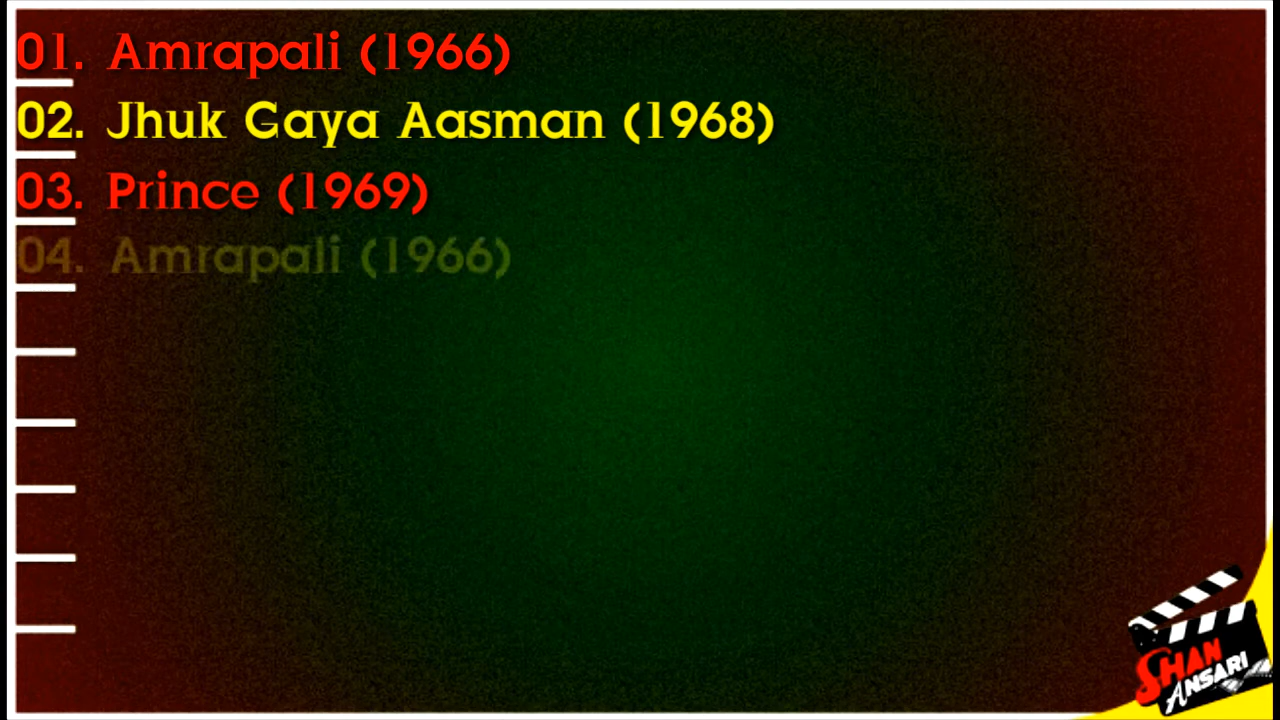 01. Amrapali (1966)
02. Jhuk Gaya Aasman (1968)
03. Prince (1969)
04. Amrapali (1966)
SHAN
ANSARI